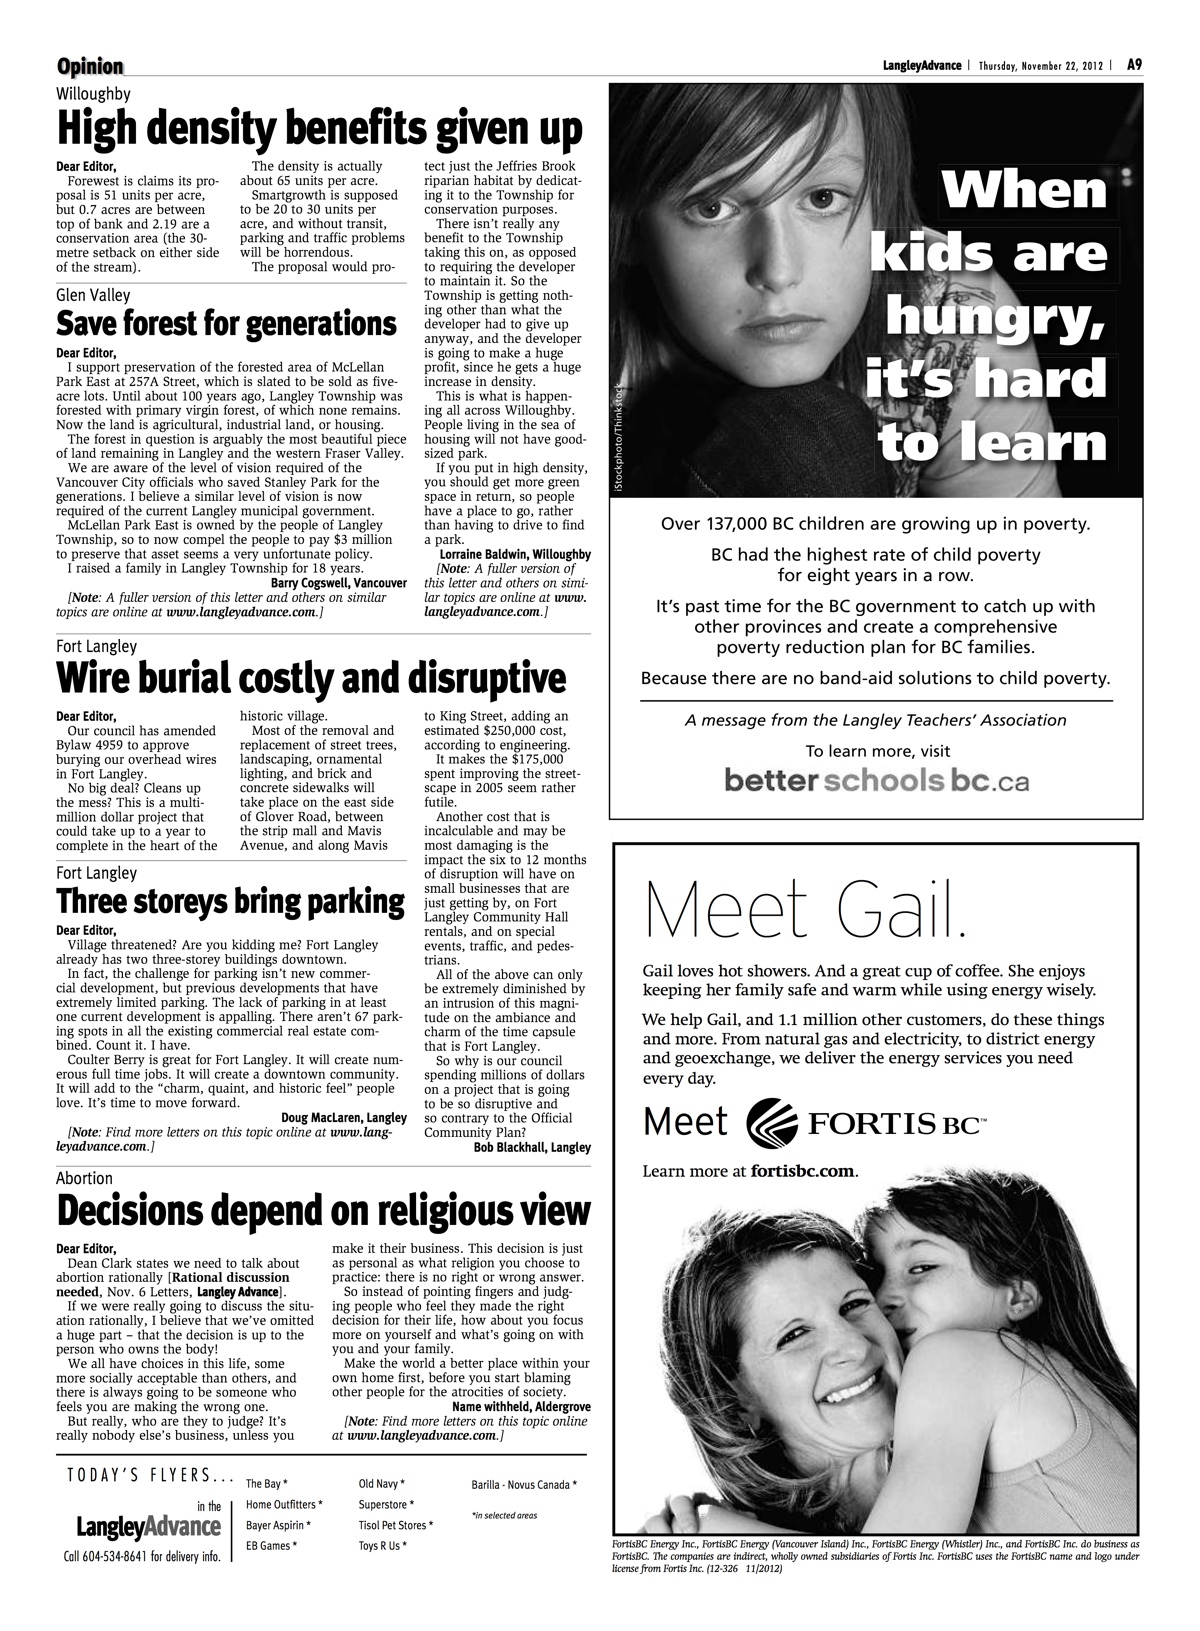 Opinion
LangleyAdvance | Thursday, November 22, 2012 | A9
Willoughby
High density benefits given up
Dear Editor,
Forewest is claims its pro-
posal is 51 units per acre,
but 0.7 acres are between
top of bank and 2.19 are a
conservation area (the 30-
metre setback on either side
of the stream).
The density is actually
about 65 units per acre.
Smartgrowth is supposed
to be 20 to 30 units per
acre, and without transit,
parking and traffic problems
will be horrendous.
The proposal would pro-
tect just the Jeffries Brook
riparian habitat by dedicat-
ing it to the Township for
conservation purposes.
There isn't really any
benefit to the Township
taking this on, as opposed
to requiring the developer
to maintain it. So the
Township is getting noth-
ing other than what the
developer had to give up
anyway, and the developer
is going to make a huge
profit, since he gets a huge
increase in density.
This is what is happen-
ing all across Willoughby.
People living in the sea of
housing will not have good-
sized park.
If you put in high density,
you should get more green
space in return, so people
have a place to go, rather
than having to drive to find
a park.
Lorraine Baldwin, Willoughby
[Note: A fuller version of
this letter and others on simi-
lar topics are online at www.
langleyadvance.com.]
Glen Valley
Save forest for generations
Dear Editor,
I support preservation of the forested area of McLellan
Park East at 257A Street, which is slated to be sold as five-
acre lots. Until about 100 years ago, Langley Township was
forested with primary virgin forest, of which none remains.
Now the land is agricultural, industrial land, or housing.
The forest in question is arguably the most beautiful piece
of land remaining in Langley and the western Fraser Valley.
We are aware of the level of vision required of the
Vancouver City officials who saved Stanley Park for the
generations. I believe a similar level of vision is now
required of the current Langley municipal government.
McLellan Park East is owned by the people of Langley
Township, so to now compel the people to pay $3 million
to preserve that asset seems a very unfortunate policy.
I raised a family in Langley Township for 18 years.
Barry Cogswell, Vancouver
[Note: A fuller version of this letter and others on similar
topics are online at www.langleyadvance.com.]
Fort Langley
Wire burial costly and disruptive
Dear Editor,
Our council has amended
Bylaw 4959 to approve
burying our overhead wires
in Fort Langley.
No big deal? Cleans up
the mess? This is a multi-
million dollar project that
could take up to a year to
complete in the heart of the
historic village.
Most of the removal and
replacement of street trees,
landscaping, ornamental
lighting, and brick and
concrete sidewalks will
take place on the east side
of Glover Road, between
the strip mall and Mavis
Avenue, and along Mavis
to King Street, adding an
estimated $250,000 cost,
according to engineering.
It makes the $175,000
spent improving the street-
scape in 2005 seem rather
futile.
Another cost that is
incalculable and may be
most damaging is the
impact the six to 12 months
of disruption will have on
small businesses that are
just getting by, on Fort
Langley Community Hall
rentals, and on special
events, traffic, and pedes-
trians.
All of the above can only
be extremely diminished by
an intrusion of this magni-
tude on the ambiance and
charm of the time capsule
that is Fort Langley.
So why is our council
spending millions of dollars
on a project that is going
to be so disruptive and
so contrary to the Official
Community Plan?
Bob Blackhall, Langley
Fort Langley
Three storeys bring parking
Dear Editor,
Village threatened? Are you kidding me? Fort Langley
already has two three-storey buildings downtown.
In fact, the challenge for parking isn't new commer-
cial development, but previous developments that have
extremely limited parking. The lack of parking in at least
one current development is appalling. There aren't 67 park-
ing spots in all the existing commercial real estate com-
bined. Count it. I have.
Coulter Berry is great for Fort Langley. It will create num-
erous full time jobs. It will create a downtown community.
It will add to the “charm, quaint, and historic feel” people
love. It's time to move forward.
Doug MacLaren, Langley
[Note: Find more letters on this topic online at www.lang-
leyadvance.com.]
Abortion
Decisions depend on religious view
Dear Editor,
Dean Clark states we need to talk about
abortion rationally [Rational discussion
needed, Nov. 6 Letters, Langley Advance].
If we were really going to discuss the situ-
ation rationally, I believe that we've omitted
a huge part – that the decision is up to the
person who owns the body!
We all have choices in this life, some
more socially acceptable than others, and
there is always going to be someone who
feels you are making the wrong one.
But really, who are they to judge? It's
really nobody else's business, unless you
make it their business. This decision is just
as personal as what religion you choose to
practice: there is no right or wrong answer.
So instead of pointing fingers and judg-
ing people who feel they made the right
decision for their life, how about you focus
more on yourself and what's going on with
you and your family.
Make the world a better place within your
own home first, before you start blaming
other people for the atrocities of society.
Name withheld, Aldergrove
[Note: Find more letters on this topic online
at www.langleyadvance.com.]
TODAY'S FLYERS...
in the
LangleyAdvance
Call 604-534-8641 for delivery info.
The Bay *
Home Outfitters *
Bayer Aspirin *
EB Games *
Old Navy *
Superstore *
Tisol Pet Stores *
Toys R Us *
Barilla - Novus Canada *
*in selected areas
When
kids are
hungry,
it's hard
to learn
iStockphoto/Thinkstock
Over 137,000 BC children are growing up in poverty.
BC had the highest rate of child poverty
for eight years in a row.
It's past time for the BC government to catch up with
other provinces and create a comprehensive
poverty reduction plan for BC families.
Because there are no band-aid solutions to child poverty.
A message from the Langley Teachers' Association
To learn more, visit
better schools bc.ca
Meet Gail.
Gail loves hot showers. And a great cup of coffee. She enjoys
keeping her family safe and warm while using energy wisely.
We help Gail, and 1.1 million other customers, do these things
and more. From natural gas and electricity, to district energy
and geoexchange, we deliver the energy services you need
every day.
Meet FORTIS BC™
Learn more at fortisbc.com.
FortisBC Energy Inc., FortisBC Energy (Vancouver Island) Inc., FortisBC Energy (Whistler) Inc., and FortisBC Inc. do business as
FortisBC. The companies are indirect, wholly owned subsidiaries of Fortis Inc. FortisBC uses the FortisBC name and logo under
license from Fortis Inc. (12-326 11/2012)